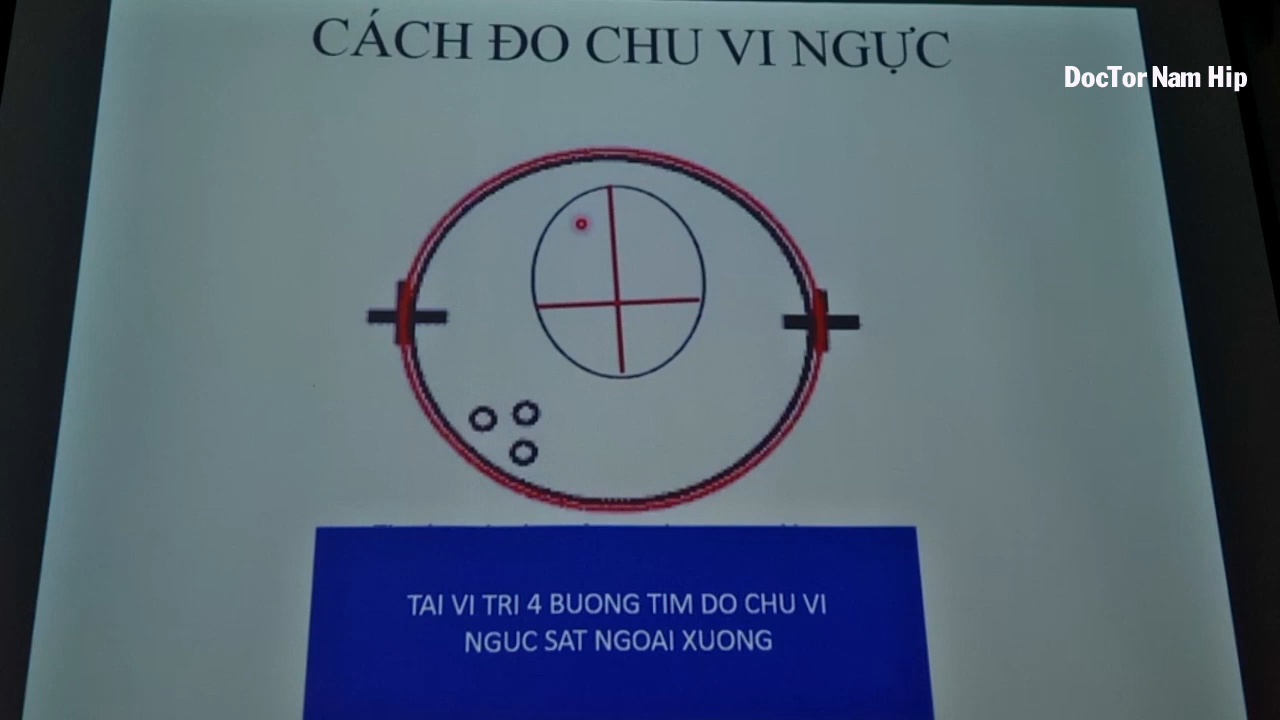 CÁCH ĐO CHU VI NGỰC
DocTor Nam Hip
TAI VI TRI 4 BUONG TIM DO CHU VI
NGUC SAT NGOAI XUONG